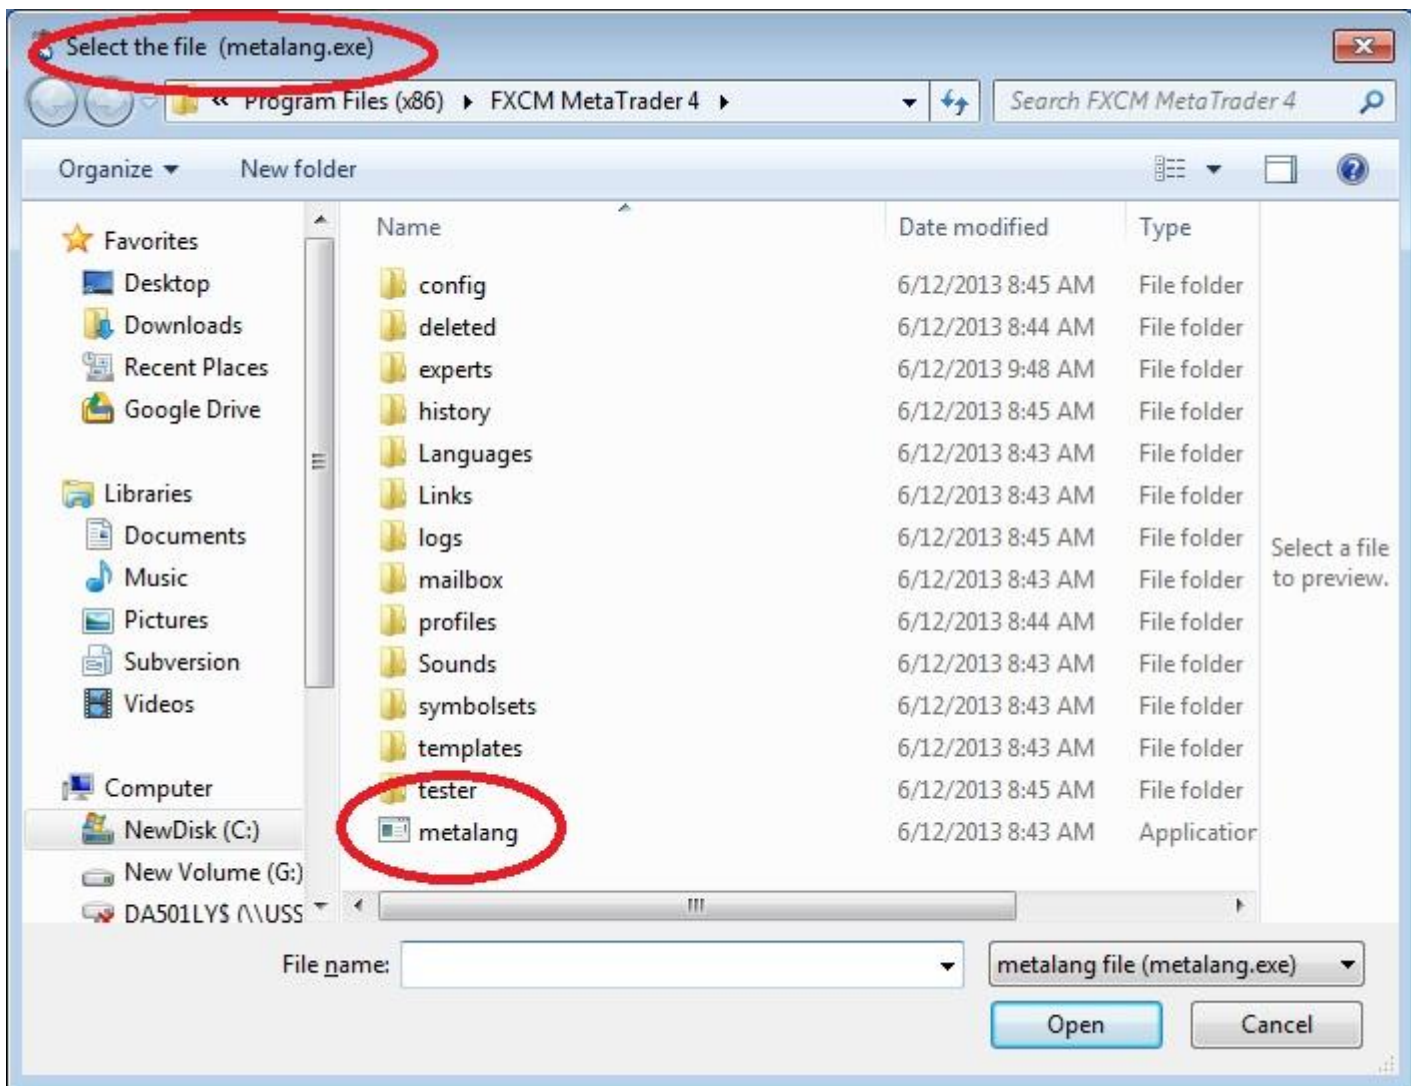 Select the file  (metalang.exe)
« Program Files (x86) FXCM MetaTrader 4 Search FXCM MetaTrader 4
Organize New folder
Name Date modified Type
Favorites
Desktop
Downloads
Recent Places
Google Drive
Libraries
Documents
Music
Pictures
Subversion
Videos
Computer
NewDisk (C:)
New Volume (G:)
DA501LY$ (\\USS
config 6/12/2013 8:45 AM File folder
deleted 6/12/2013 8:44 AM File folder
experts 6/12/2013 9:48 AM File folder
history 6/12/2013 8:45 AM File folder
Languages 6/12/2013 8:43 AM File folder
Links 6/12/2013 8:43 AM File folder
logs 6/12/2013 8:45 AM File folder
mailbox 6/12/2013 8:43 AM File folder
profiles 6/12/2013 8:44 AM File folder
Sounds 6/12/2013 8:43 AM File folder
symbolsets 6/12/2013 8:43 AM File folder
templates 6/12/2013 8:43 AM File folder
tester 6/12/2013 8:45 AM File folder
metalang 6/12/2013 8:43 AM Application
Select a file
to preview.
File name: metalang file (metalang.exe)
Open Cancel